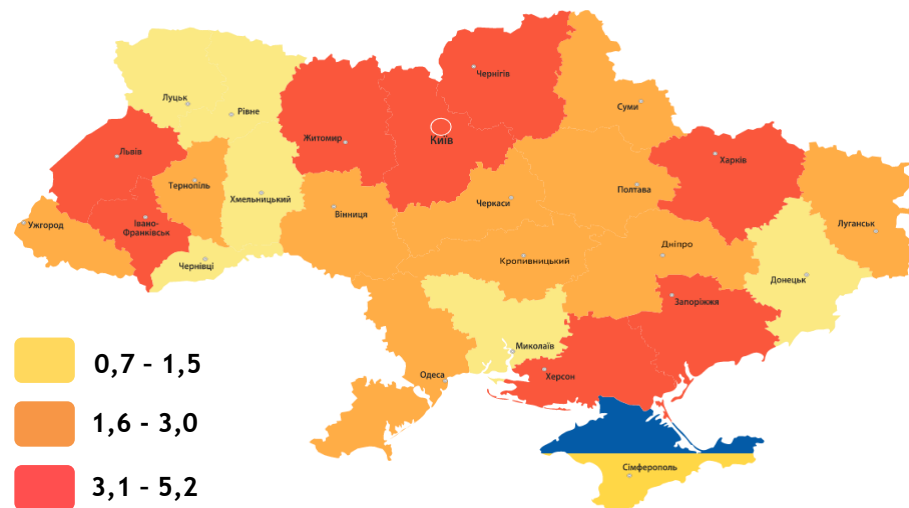 Чернігів
Луцьк
Рівне
Суми
Житомир
Київ
Львів
Харків
Тернопіль
Хмельницький
Вінниця
Черкаси
Полтава
Ужгород
Івано-
Франківськ
Луганськ
Чернівці
Кропивницький
Дніпро
Донецьк
Запоріжжя
Миколаїв
Херсон
Одеса
Сімферополь
0,7 – 1,5
1,6 - 3,0
3,1 – 5,2